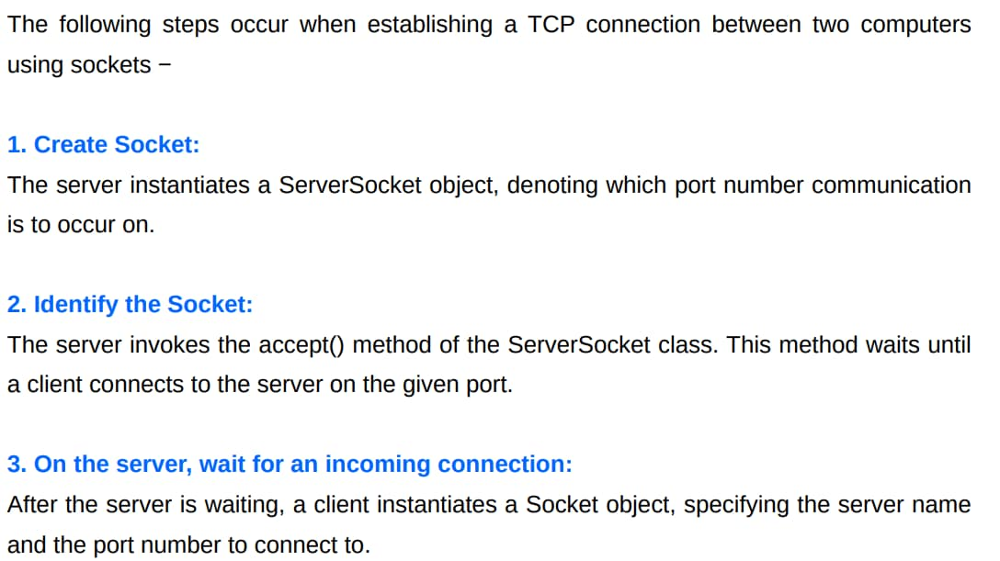 The following steps occur when establishing a TCP connection between two computers
using sockets −
1. Create Socket:
The server instantiates a ServerSocket object, denoting which port number communication
is to occur on.
2. Identify the Socket:
The server invokes the accept() method of the ServerSocket class. This method waits until
a client connects to the server on the given port.
3. On the server, wait for an incoming connection:
After the server is waiting, a client instantiates a Socket object, specifying the server name
and the port number to connect to.